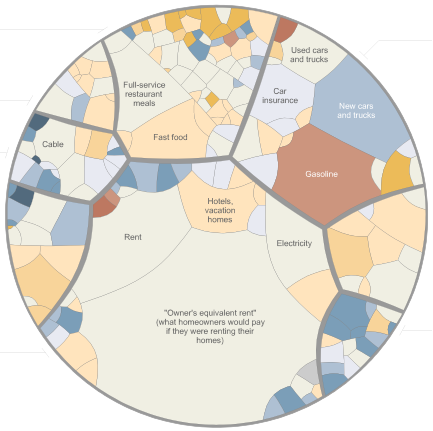 Used cars
and trucks
Full-service
restaurant
meals
Car
insurance
New cars
and trucks
Fast food
Cable
Gasoline
Hotels,
vacation
homes
Rent
Electricity
"Owner's equivalent rent"
(what homeowners would pay
if they were renting their
homes)